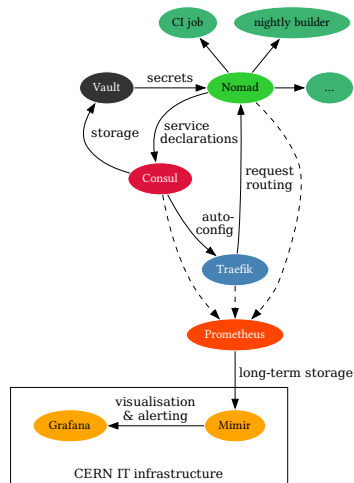 CI job
nightly builder
Vault
secrets
Nomad
...
storage
service
declarations
Consul
request
routing
auto-
config
Traefik
Prometheus
long-term storage
visualisation
& alerting
Grafana
Mimir
CERN IT infrastructure